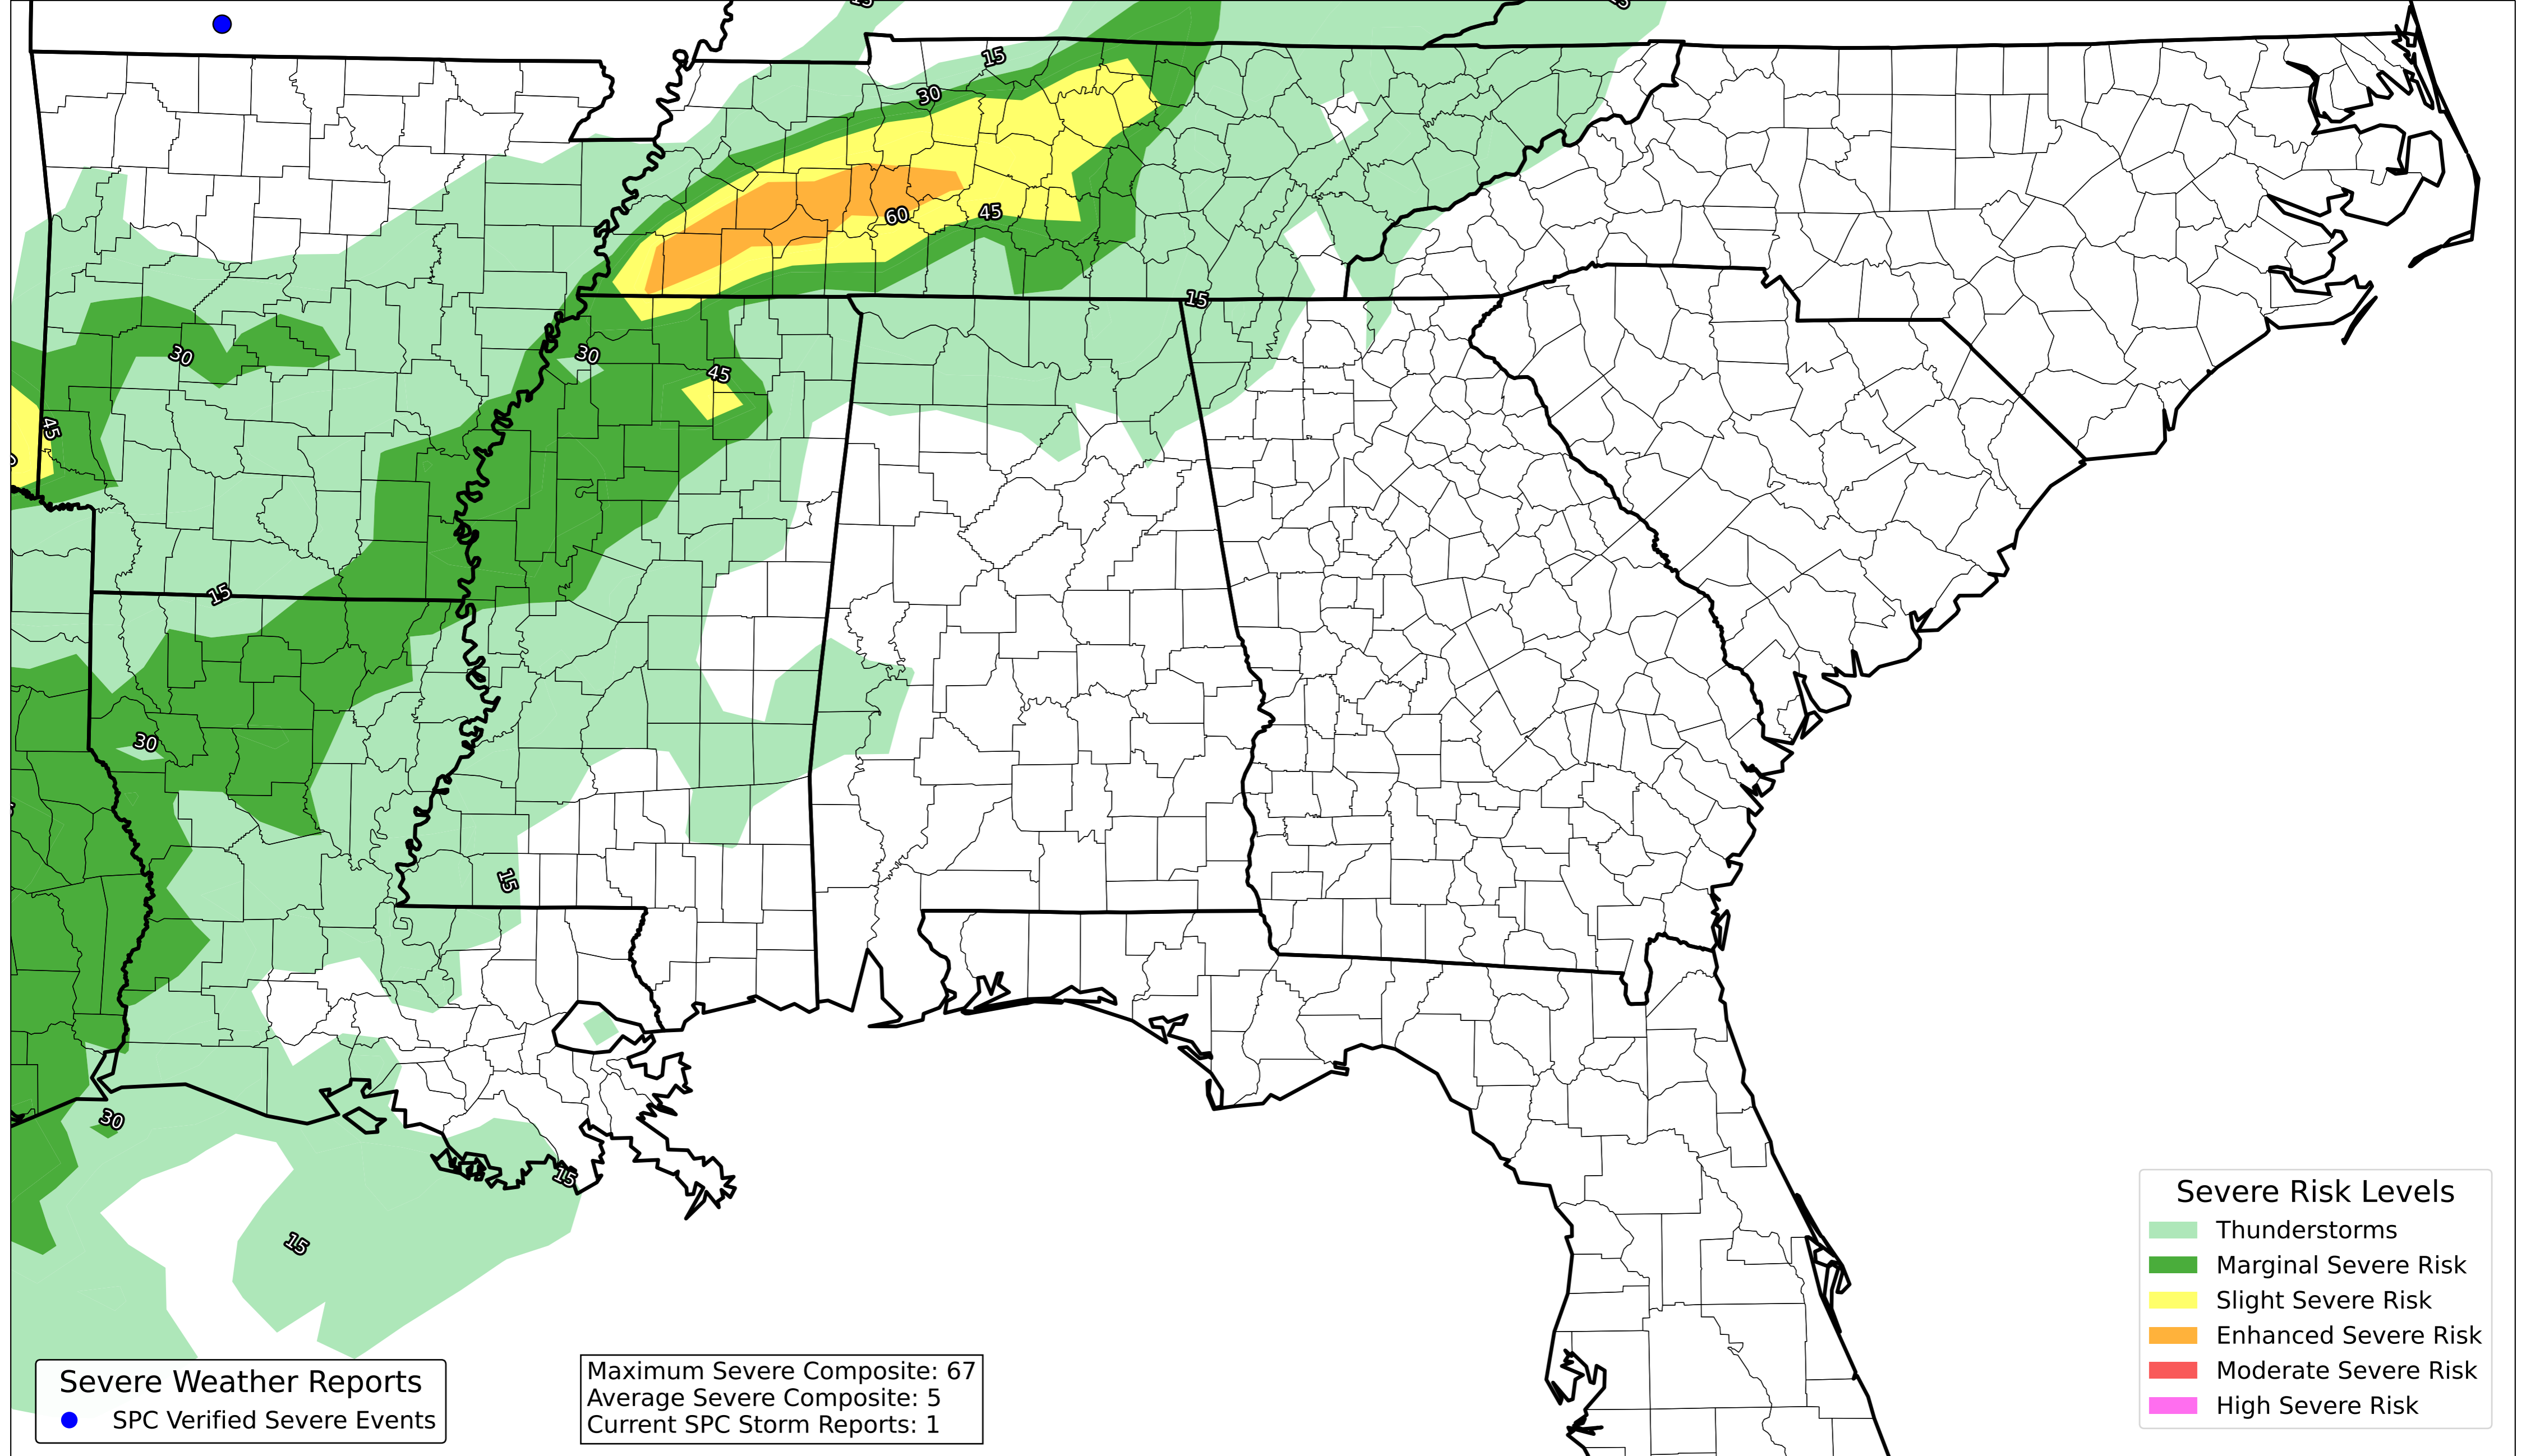 15
15
15
30
60
45
15
30
30
45
45
15
30
15
30
15
15
Severe Risk Levels
Thunderstorms
Marginal Severe Risk
Slight Severe Risk
Enhanced Severe Risk
Moderate Severe Risk
High Severe Risk
Severe Weather Reports
SPC Verified Severe Events
Maximum Severe Composite: 67
Average Severe Composite: 5
Current SPC Storm Reports: 1